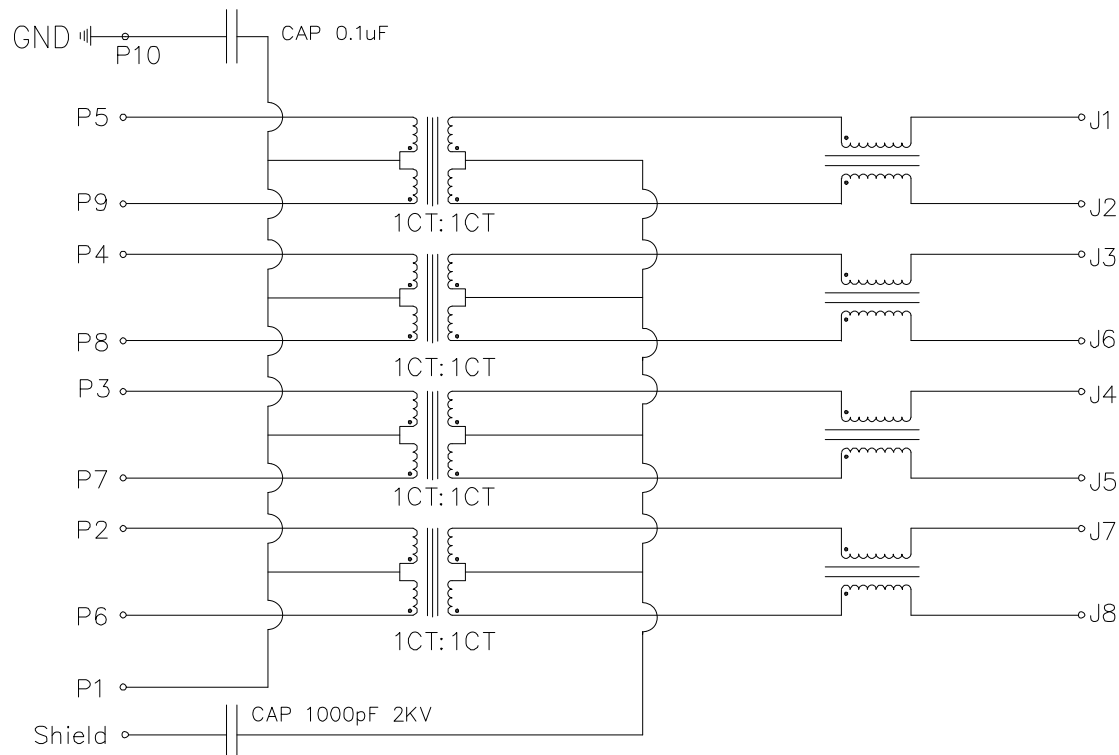 GND
P10
CAP 0.1uF
P5
J1
P9
J2
1CT:1CT
P4
J3
P8
J6
1CT:1CT
P3
J4
P7
J5
1CT:1CT
P2
J7
P6
J8
1CT:1CT
P1
CAP 1000pF 2KV
Shield